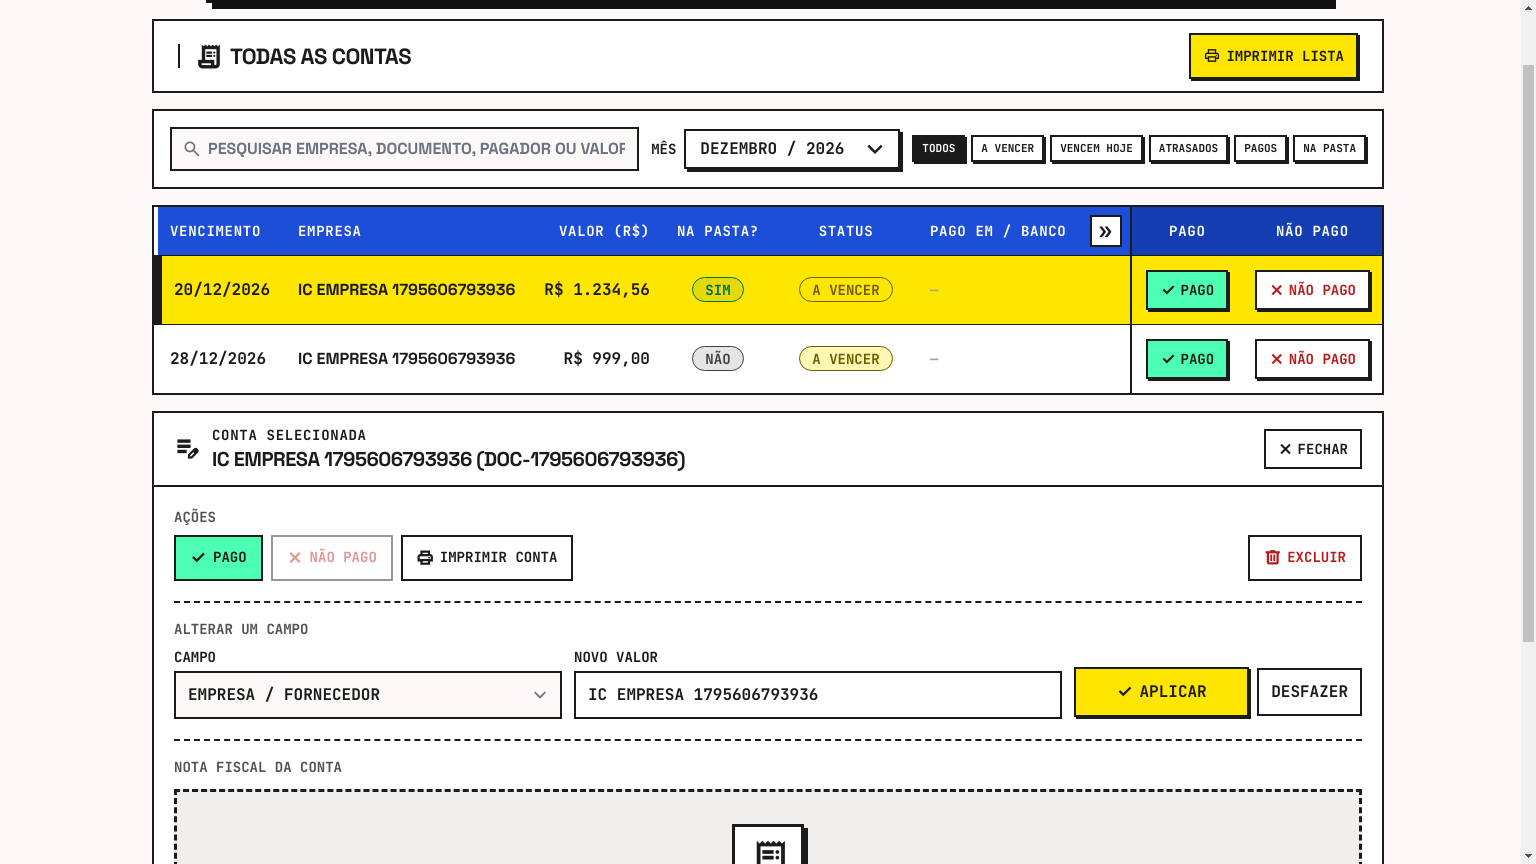 TODAS AS CONTAS
IMPRIMIR LISTA
PESQUISAR EMPRESA, DOCUMENTO, PAGADOR OU VALOR
MÊS
DEZEMBRO / 2026
TODOS
A VENCER
VENCEM HOJE
ATRASADOS
PAGOS
NA PASTA
VENCIMENTO EMPRESA VALOR (R$) NA PASTA? STATUS PAGO EM / BANCO » PAGO NÃO PAGO
20/12/2026 IC EMPRESA 1795606793936 R$ 1.234,56 SIM A VENCER — PAGO NÃO PAGO
28/12/2026 IC EMPRESA 1795606793936 R$ 999,00 NÃO A VENCER — PAGO NÃO PAGO
CONTA SELECIONADA
IC EMPRESA 1795606793936 (DOC-1795606793936)
FECHAR
AÇÕES
PAGO
NÃO PAGO
IMPRIMIR CONTA
EXCLUIR
ALTERAR UM CAMPO
CAMPO
EMPRESA / FORNECEDOR
NOVO VALOR
IC EMPRESA 1795606793936
APLICAR
DESFAZER
NOTA FISCAL DA CONTA